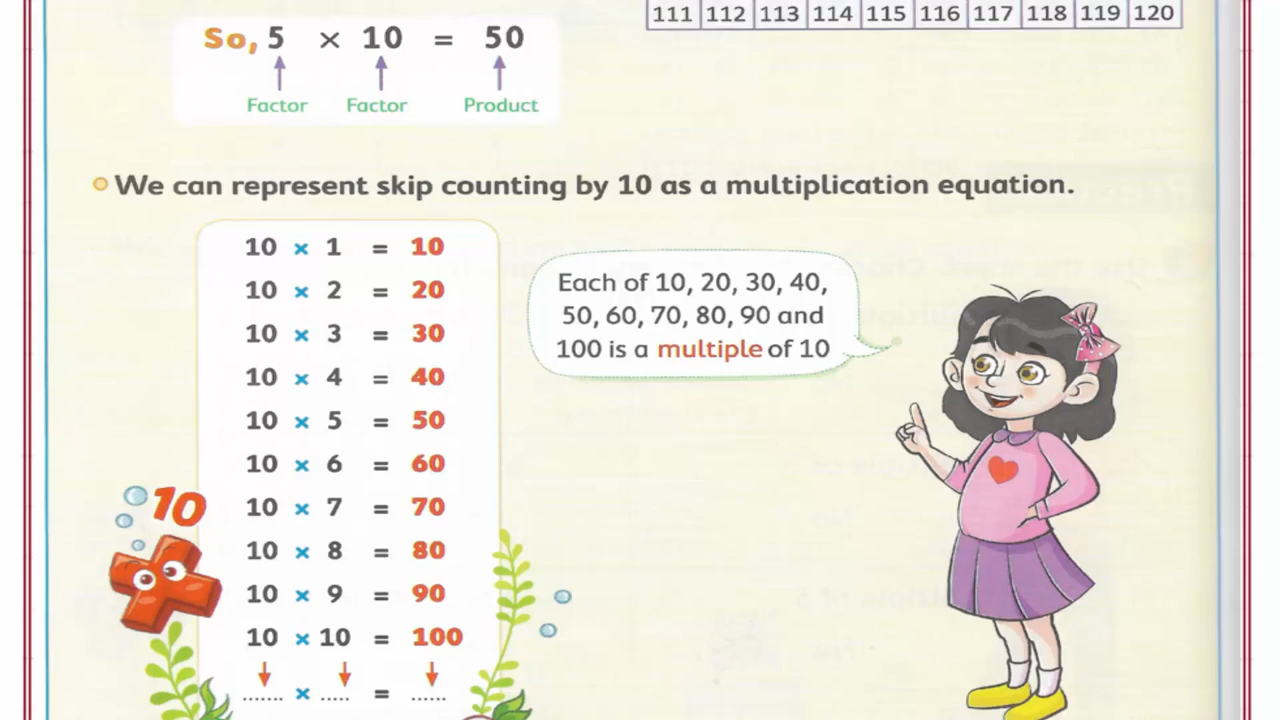 111 112 113 114 115 116 117 118 119 120
So, 5 × 10 = 50
Factor Factor Product
We can represent skip counting by 10 as a multiplication equation.
10 × 1 = 10
10 × 2 = 20
10 × 3 = 30
10 × 4 = 40
10 × 5 = 50
10 × 6 = 60
10 × 7 = 70
10 × 8 = 80
10 × 9 = 90
10 × 10 = 100
...... × ...... = ......
Each of 10, 20, 30, 40,
50, 60, 70, 80, 90 and
100 is a multiple of 10
10